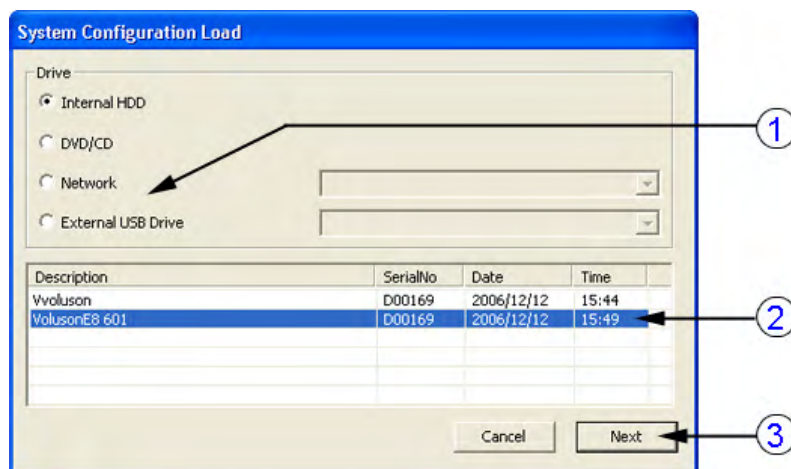 System Configuration Load
Drive
Internal HDD
1
DVD/CD
Network
External USB Drive
Description SerialNo Date Time
Vvoluson D00169 2006/12/12 15:44
VolusonE8 601 D00169 2006/12/12 15:49
2
Cancel Next
3